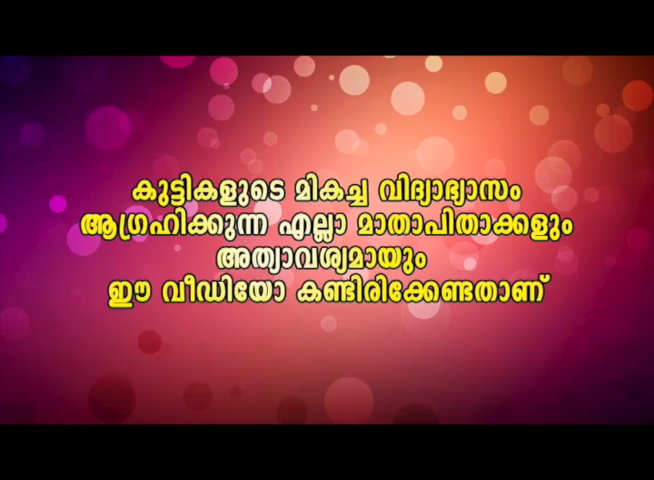 കുട്ടികളുടെ മികച്ച വിദ്യാഭ്യാസം
ആഗ്രഹിക്കുന്ന എല്ലാ മാതാപിതാക്കളും
അത്യാവശ്യമായും
ഈ വീഡിയോ കണ്ടിരിക്കേണ്ടതാണ്